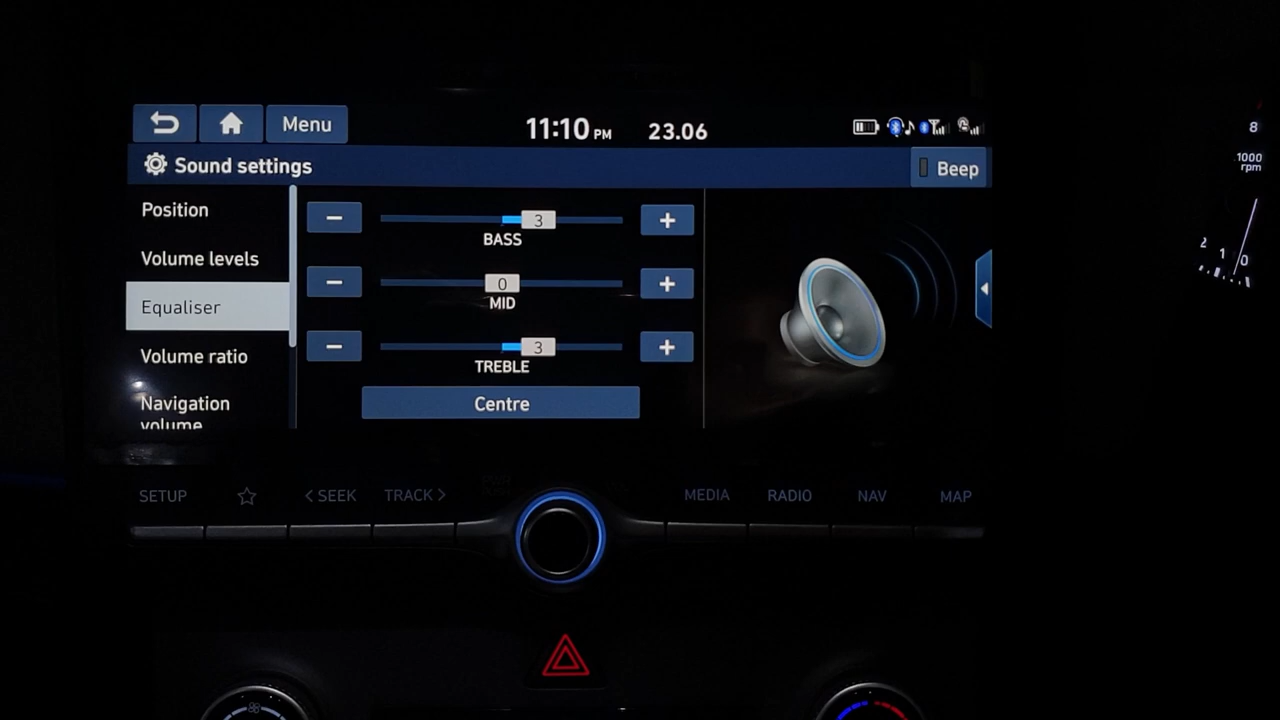 Menu
11:10 PM 23.06
Sound settings
Beep
Position
Volume levels
Equaliser
Volume ratio
Navigation
volume
3
BASS
0
MID
3
TREBLE
Centre
SETUP
< SEEK
TRACK >
MEDIA
RADIO
NAV
MAP
8
1000
rpm
2
1
0